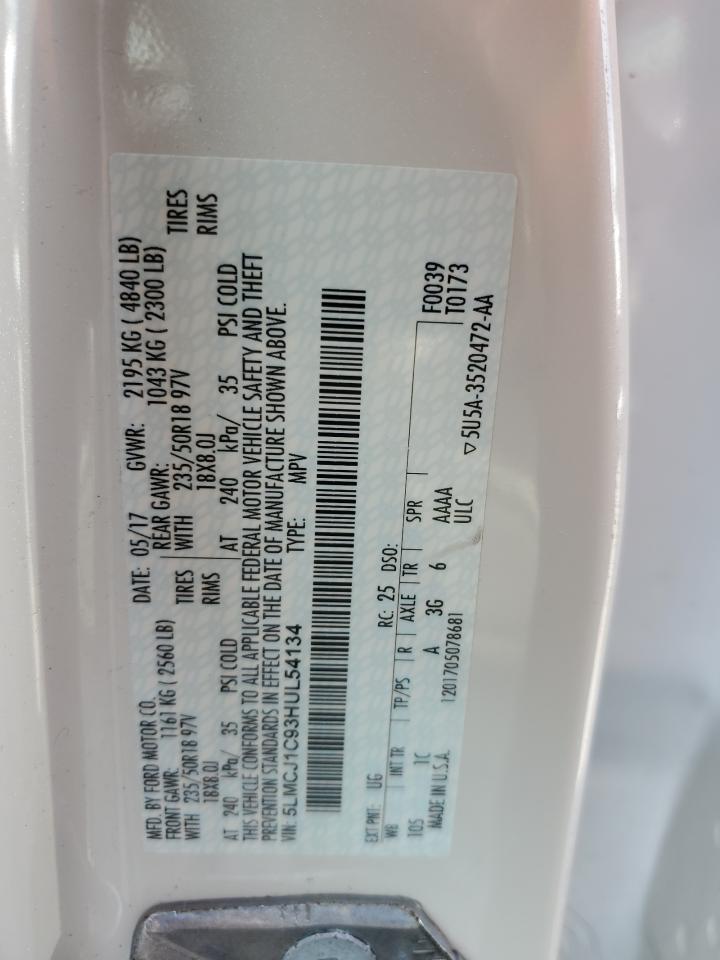 MFD. BY FORD MOTOR CO.
DATE: 05/17 GVWR: 2195 KG ( 4840 LB)
FRONT GAWR: 1161 KG ( 2560 LB)
REAR GAWR: 1043 KG ( 2300 LB)
WITH 235/50R18 97V TIRES
WITH 235/50R18 97V TIRES
18X8.0J RIMS
18X8.0J RIMS
AT 240 kPa/ 35 PSI COLD
AT 240 kPa/ 35 PSI COLD
THIS VEHICLE CONFORMS TO ALL APPLICABLE FEDERAL MOTOR VEHICLE SAFETY AND THEFT
PREVENTION STANDARDS IN EFFECT ON THE DATE OF MANUFACTURE SHOWN ABOVE.
VIN: 5LMCJ1C93HUL54134 TYPE: MPV
EXT PNT: UG RC: 25 DSO:
WB INT TR TP/PS R AXLE TR SPR F0039
105 1C A 3G 6 AAAA T0173
ULC
MADE IN U.S.A. 1201705078681 ▽5U5A-3520472-AA